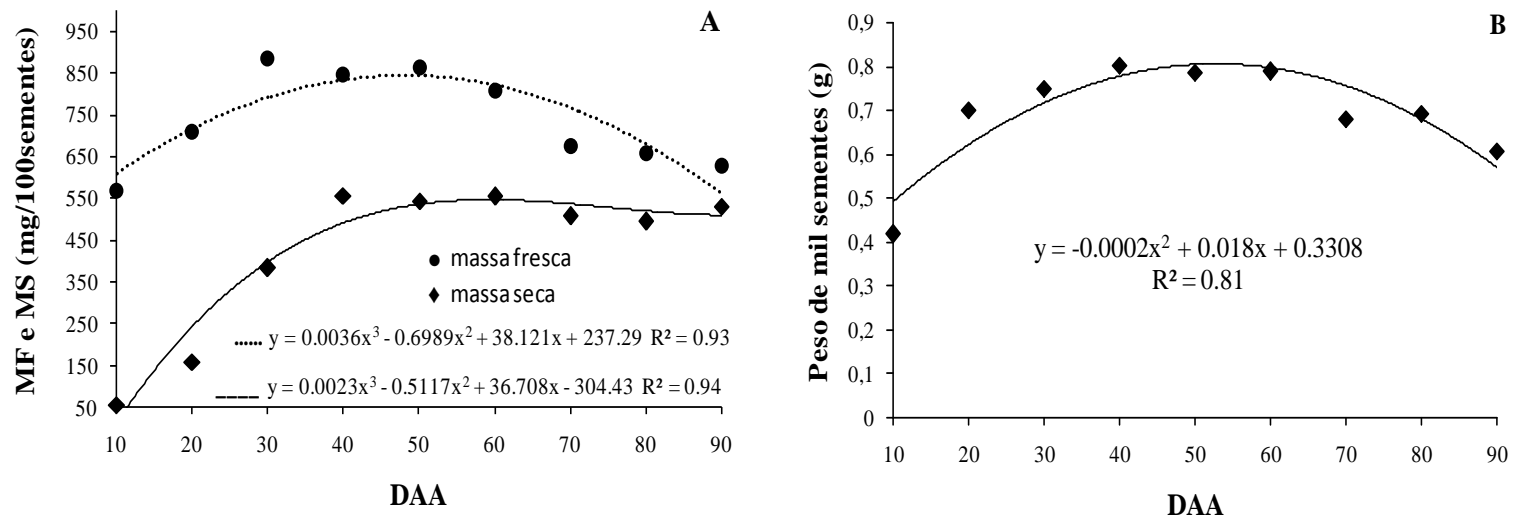 A
MF e MS (mg/100sementes)
950
850
750
650
550
450
350
250
150
50
massa fresca
massa seca
y = 0.0036x³ - 0.6989x² + 38.121x + 237.29 R² = 0.93
y = 0.0023x³ - 0.5117x² + 36.708x - 304.43 R² = 0.94
10 20 30 40 50 60 70 80 90
DAA
B
Peso de mil sementes (g)
0,9
0,8
0,7
0,6
0,5
0,4
0,3
0,2
0,1
0
y = -0.0002x² + 0.018x + 0.3308
R² = 0.81
10 20 30 40 50 60 70 80 90
DAA